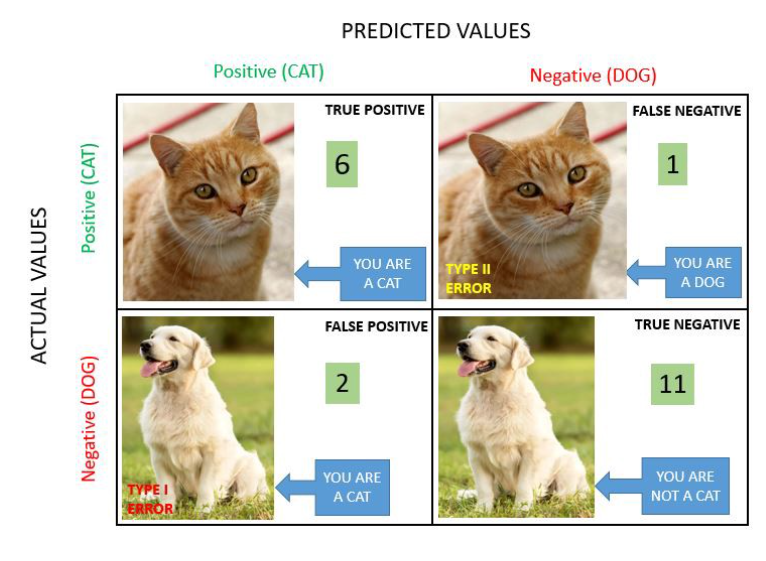 PREDICTED VALUES
Positive (CAT)
Negative (DOG)
ACTUAL VALUES
Positive (CAT)
TRUE POSITIVE
6
YOU ARE
A CAT
FALSE NEGATIVE
1
TYPE II
ERROR
YOU ARE
A DOG
Negative (DOG)
FALSE POSITIVE
2
TYPE I
ERROR
YOU ARE
A CAT
TRUE NEGATIVE
11
YOU ARE
NOT A CAT